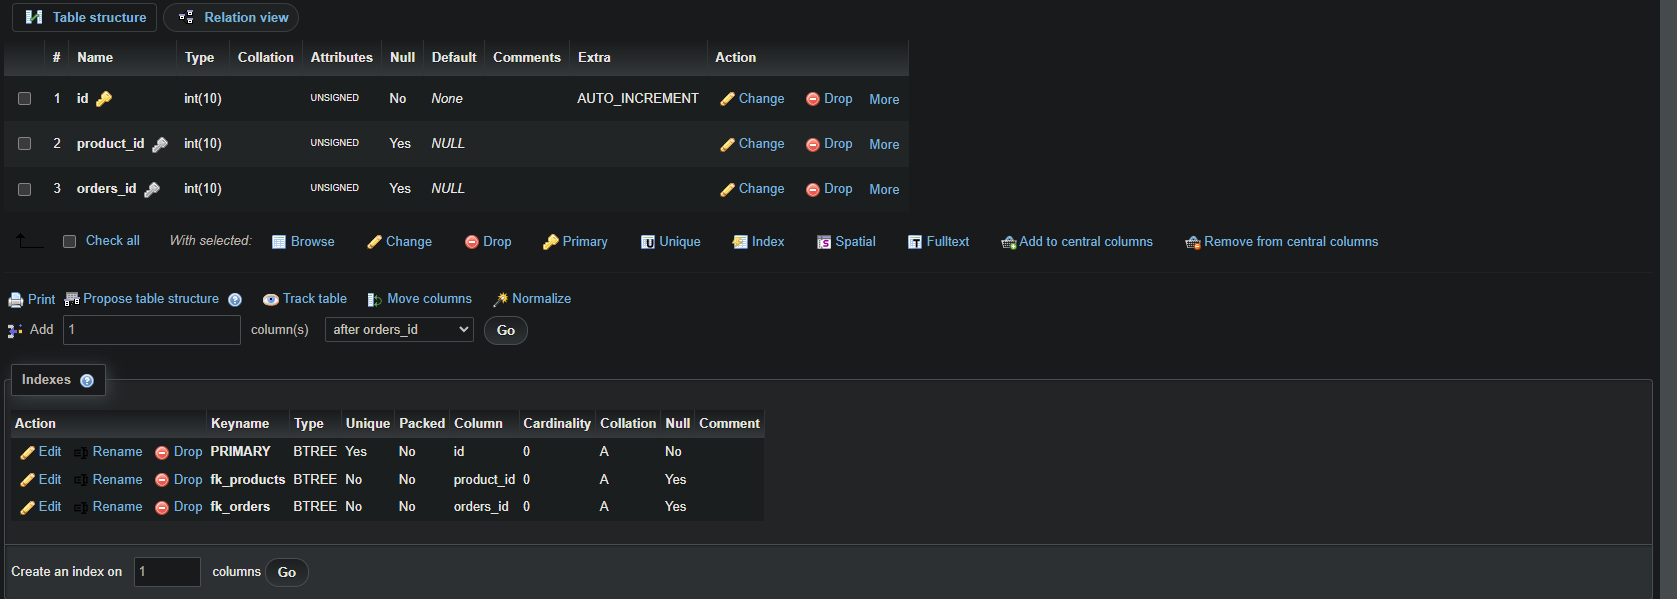 Table structure Relation view
# Name Type Collation Attributes Null Default Comments Extra Action
1 id int(10) UNSIGNED No None AUTO_INCREMENT Change Drop More
2 product_id int(10) UNSIGNED Yes NULL Change Drop More
3 orders_id int(10) UNSIGNED Yes NULL Change Drop More
Check all With selected: Browse Change Drop Primary Unique Index Spatial Fulltext Add to central columns Remove from central columns
Print Propose table structure Track table Move columns Normalize
Add 1 column(s) after orders_id Go
Indexes
Action Keyname Type Unique Packed Column Cardinality Collation Null Comment
Edit Rename Drop PRIMARY BTREE Yes No id 0 A No
Edit Rename Drop fk_products BTREE No No product_id 0 A Yes
Edit Rename Drop fk_orders BTREE No No orders_id 0 A Yes
Create an index on 1 columns Go